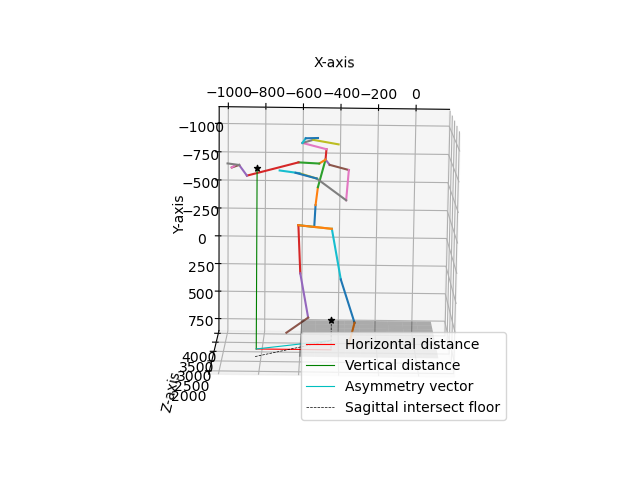 X-axis
−1000 −800 −600 −400 −200 0
−1000
−750
−500
−250
0
250
500
750
Y-axis
4000
3500
3000
2500
2000
Z-axis
Horizontal distance
Vertical distance
Asymmetry vector
Sagittal intersect floor